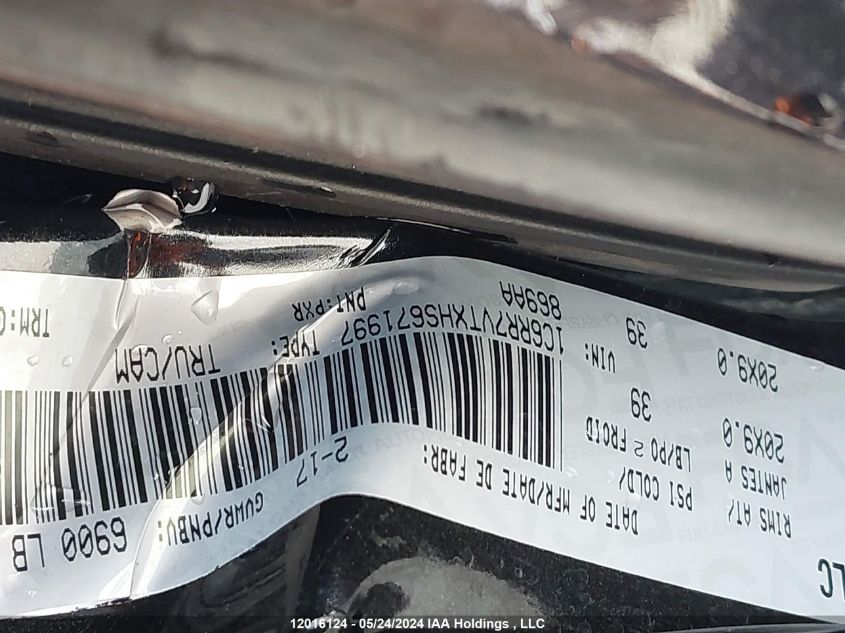 LC
DATE OF MFR/DATE DE FABR: 2-17
GVWR/PNBV: 6900 LB
RIMS AT/
JANTES A
20X9.0
20X9.0
PSI COLD/
LB/PO 2 FROID
39
39
VIN: 1C6RR7VTXHS671997 TYPE: TRU/CAM
869AA PNT:PXR TRM:
12016124 - 05/24/2024 IAA Holdings , LLC